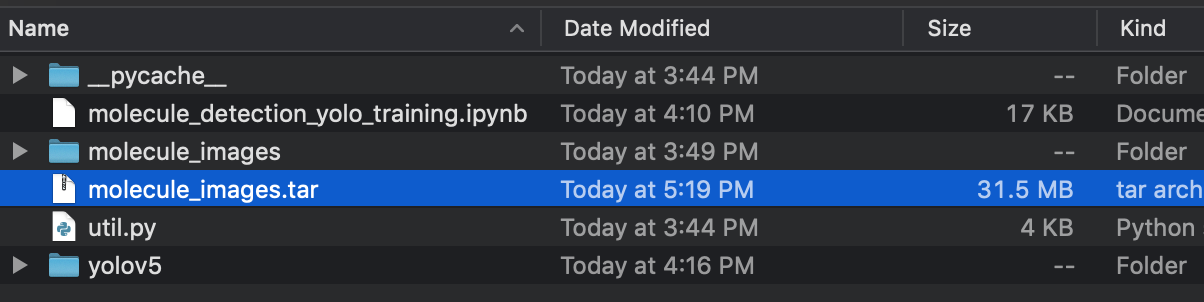 Name Date Modified Size Kind
__pycache__ Today at 3:44 PM -- Folder
molecule_detection_yolo_training.ipynb Today at 4:10 PM 17 KB Docume
molecule_images Today at 3:49 PM -- Folder
molecule_images.tar Today at 5:19 PM 31.5 MB tar arch
util.py Today at 3:44 PM 4 KB Python
yolov5 Today at 4:16 PM -- Folder